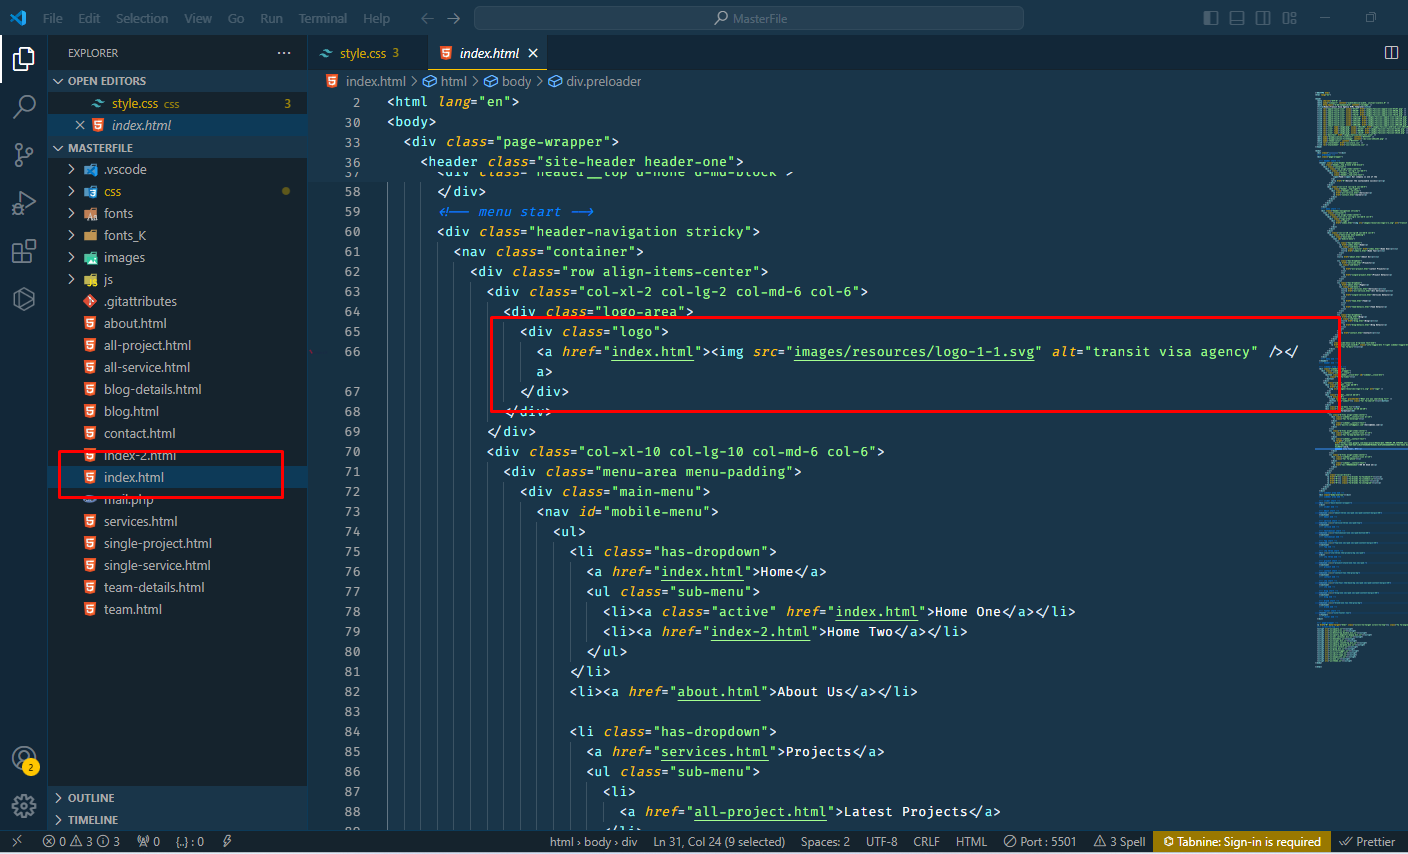 File Edit Selection View Go Run Terminal Help
MasterFile
EXPLORER
OPEN EDITORS
style.css css 3
index.html
MASTERFILE
.vscode
css
fonts
fonts_K
images
js
.gitattributes
about.html
all-project.html
all-service.html
blog-details.html
blog.html
contact.html
index-2.html
index.html
mail.php
services.html
single-project.html
single-service.html
team-details.html
team.html
OUTLINE
TIMELINE
2
style.css 3
index.html
index.html > html > body > div.preloader
2 <html lang="en">
30 <body>
33 <div class="page-wrapper">
36 <header class="site-header header-one">
37 <div class="header__top d-none d-md-block">
58 </div>
59 <!-- menu start -->
60 <div class="header-navigation stricky">
61 <nav class="container">
62 <div class="row align-items-center">
63 <div class="col-xl-2 col-lg-2 col-md-6 col-6">
64 <div class="logo-area">
65 <div class="logo">
66 <a href="index.html"><img src="images/resources/logo-1-1.svg" alt="transit visa agency" /></
a>
67 </div>
68 </div>
69 </div>
70 <div class="col-xl-10 col-lg-10 col-md-6 col-6">
71 <div class="menu-area menu-padding">
72 <div class="main-menu">
73 <nav id="mobile-menu">
74 <ul>
75 <li class="has-dropdown">
76 <a href="index.html">Home</a>
77 <ul class="sub-menu">
78 <li><a class="active" href="index.html">Home One</a></li>
79 <li><a href="index-2.html">Home Two</a></li>
80 </ul>
81 </li>
82 <li><a href="about.html">About Us</a></li>
83
84 <li class="has-dropdown">
85 <a href="services.html">Projects</a>
86 <ul class="sub-menu">
87 <li>
88 <a href="all-project.html">Latest Projects</a>
89 </li>
0 3 3 0 {..} : 0
html > body > div Ln 31, Col 24 (9 selected) Spaces: 2 UTF-8 CRLF HTML Port : 5501 3 Spell Tabnine: Sign-in is required Prettier